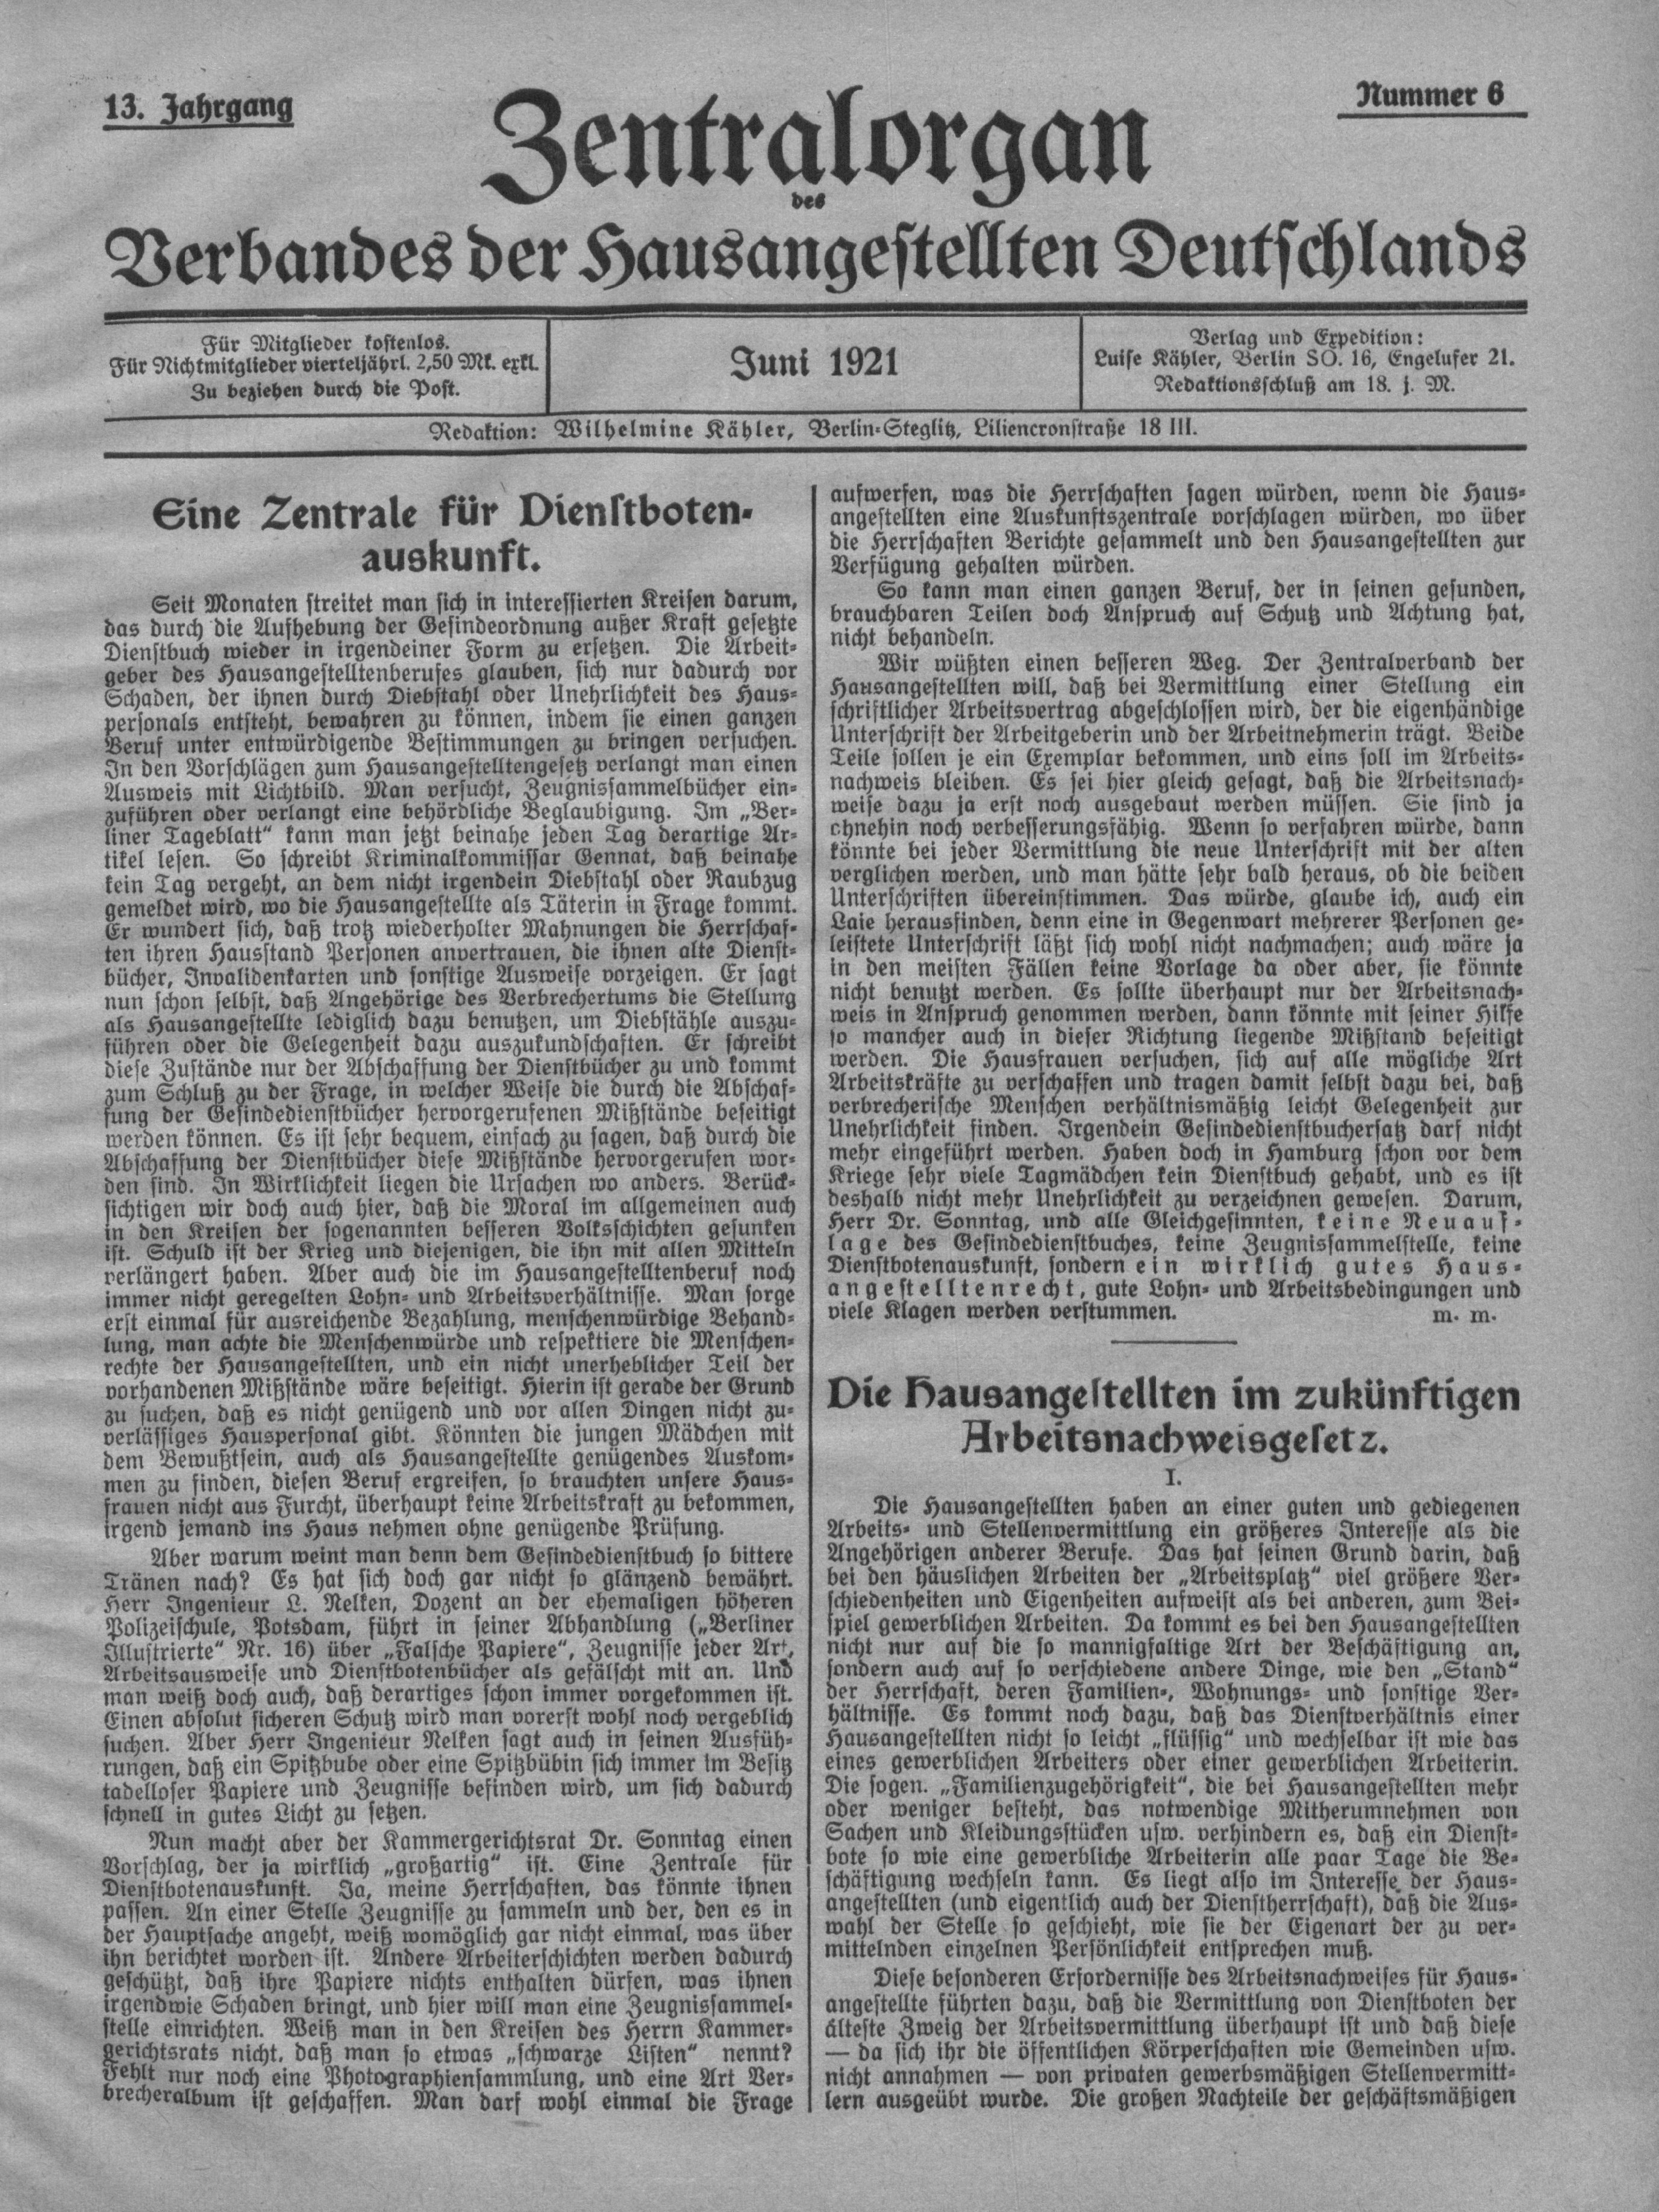 13. Jahrgang
Nummer 6
Zentralorgan
des
Verbandes der Hausangestellten Deutschlands
Für Mitglieder kostenlos.
Für Nichtmitglieder vierteljährl. 2,50 Mk. exkl.
Zu beziehen durch die Post.
Juni 1921
Verlag und Expedition:
Luise Kähler, Berlin SO. 16, Engelufer 21.
Redaktionsschluß am 18. j. M.
Redaktion: Wilhelmine Kähler, Berlin-Steglitz, Liliencronstraße 18 III.
Eine Zentrale für Dienstboten-
auskunft.
Seit Monaten streitet man sich in interessierten Kreisen darum,
das durch die Aufhebung der Gesindeordnung außer Kraft gesetzte
Dienstbuch wieder in irgendeiner Form zu ersetzen. Die Arbeit-
geber des Hausangestelltenberufes glauben, sich nur dadurch vor
Schaden, der ihnen durch Diebstahl oder Unehrlichkeit des Haus-
personals entsteht, bewahren zu können, indem sie einen ganzen
Beruf unter entwürdigende Bestimmungen zu bringen versuchen.
In den Vorschlägen zum Hausangestelltengesetz verlangt man einen
Ausweis mit Lichtbild. Man versucht, Zeugnissammelbücher ein-
zuführen oder verlangt eine behördliche Beglaubigung. Im „Ber-
liner Tageblatt“ kann man jetzt beinahe jeden Tag derartige Ar-
tikel lesen. So schreibt Kriminalkommissar Gennat, daß beinahe
kein Tag vergeht, an dem nicht irgendein Diebstahl oder Raubzug
gemeldet wird, wo die Hausangestellte als Täterin in Frage kommt.
Er wundert sich, daß trotz wiederholter Mahnungen die Herrschaf-
ten ihren Hausstand Personen anvertrauen, die ihnen alte Dienst-
bücher, Invalidenkarten und sonstige Ausweise vorzeigen. Er sagt
nun schon selbst, daß Angehörige des Verbrechertums die Stellung
als Hausangestellte lediglich dazu benutzen, um Diebstähle auszu-
führen oder die Gelegenheit dazu auszukundschaften. Er schreibt
diese Zustände nur der Abschaffung der Dienstbücher zu und kommt
zum Schluß zu der Frage, in welcher Weise die durch die Abschaf-
fung der Gesindedienstbücher hervorgerufenen Mißstände beseitigt
werden können. Es ist sehr bequem, einfach zu sagen, daß durch die
Abschaffung der Dienstbücher diese Mißstände hervorgerufen wor-
den sind. In Wirklichkeit liegen die Ursachen wo anders. Berück-
sichtigen wir doch auch hier, daß die Moral im allgemeinen auch
in den Kreisen der sogenannten besseren Volksschichten gesunken
ist. Schuld ist der Krieg und diejenigen, die ihn mit allen Mitteln
verlängert haben. Aber auch die im Hausangestelltenberuf noch
immer nicht geregelten Lohn- und Arbeitsverhältnisse. Man sorge
erst einmal für ausreichende Bezahlung, menschenwürdige Behand-
lung, man achte die Menschenwürde und respektiere die Menschen-
rechte der Hausangestellten, und ein nicht unerheblicher Teil der
vorhandenen Mißstände wäre beseitigt. Hierin ist gerade der Grund
zu suchen, daß es nicht genügend und vor allen Dingen nicht zu-
verlässiges Hauspersonal gibt. Könnten die jungen Mädchen mit
dem Bewußtsein, auch als Hausangestellte genügendes Auskom-
men zu finden, diesen Beruf ergreifen, so brauchten unsere Haus-
frauen nicht aus Furcht, überhaupt keine Arbeitskraft zu bekommen,
irgend jemand ins Haus nehmen ohne genügende Prüfung.
Aber warum weint man denn dem Gesindedienstbuch so bittere
Tränen nach? Es hat sich doch gar nicht so glänzend bewährt.
Herr Ingenieur L. Nelken, Dozent an der ehemaligen höheren
Polizeischule, Potsdam, führt in seiner Abhandlung („Berliner
Illustrierte“ Nr. 16) über „Falsche Papiere“, Zeugnisse jeder Art,
Arbeitsausweise und Dienstbotenbücher als gefälscht mit an. Und
man weiß doch auch, daß derartiges schon immer vorgekommen ist.
Einen absolut sicheren Schutz wird man vorerst wohl noch vergeblich
suchen. Aber Herr Ingenieur Nelken sagt auch in seinen Ausfüh-
rungen, daß ein Spitzbube oder eine Spitzbübin sich immer im Besitz
tadelloser Papiere und Zeugnisse befinden wird, um sich dadurch
schnell in gutes Licht zu setzen.
Nun macht aber der Kammergerichtsrat Dr. Sonntag einen
Vorschlag, der ja wirklich „großartig“ ist. Eine Zentrale für
Dienstbotenauskunft. Ja, meine Herrschaften, das könnte ihnen
passen. An einer Stelle Zeugnisse zu sammeln und der, den es in
der Hauptsache angeht, weiß womöglich gar nicht einmal, was über
ihn berichtet worden ist. Andere Arbeiterschichten werden dadurch
geschützt, daß ihre Papiere nichts enthalten dürfen, was ihnen
irgendwie Schaden bringt, und hier will man eine Zeugnissammel-
stelle einrichten. Weiß man in den Kreisen des Herrn Kammer-
gerichtsrats nicht, daß man so etwas „schwarze Listen“ nennt?
Fehlt nur noch eine Photographiensammlung, und eine Art Ver-
brecheralbum ist geschaffen. Man darf wohl einmal die Frage
aufwerfen, was die Herrschaften sagen würden, wenn die Haus-
angestellten eine Auskunftszentrale vorschlagen würden, wo über
die Herrschaften Berichte gesammelt und den Hausangestellten zur
Verfügung gehalten würden.
So kann man einen ganzen Beruf, der in seinen gesunden,
brauchbaren Teilen doch Anspruch auf Schutz und Achtung hat,
nicht behandeln.
Wir wüßten einen besseren Weg. Der Zentralverband der
Hausangestellten will, daß bei Vermittlung einer Stellung ein
schriftlicher Arbeitsvertrag abgeschlossen wird, der die eigenhändige
Unterschrift der Arbeitgeberin und der Arbeitnehmerin trägt. Beide
Teile sollen je ein Exemplar bekommen, und eins soll im Arbeits-
nachweis bleiben. Es sei hier gleich gesagt, daß die Arbeitsnach-
weise dazu ja erst noch ausgebaut werden müssen. Sie sind ja
ohnehin noch verbesserungsfähig. Wenn so verfahren würde, dann
könnte bei jeder Vermittlung die neue Unterschrift mit der alten
verglichen werden, und man hätte sehr bald heraus, ob die beiden
Unterschriften übereinstimmen. Das würde, glaube ich, auch ein
Laie herausfinden, denn eine in Gegenwart mehrerer Personen ge-
leistete Unterschrift läßt sich wohl nicht nachmachen; auch wäre ja
in den meisten Fällen keine Vorlage da oder aber, sie könnte
nicht benutzt werden. Es sollte überhaupt nur der Arbeitsnach-
weis in Anspruch genommen werden, dann könnte mit seiner Hilfe
so mancher auch in dieser Richtung liegende Mißstand beseitigt
werden. Die Hausfrauen versuchen, sich auf alle mögliche Art
Arbeitskräfte zu verschaffen und tragen damit selbst dazu bei, daß
verbrecherische Menschen verhältnismäßig leicht Gelegenheit zur
Unehrlichkeit finden. Irgendein Gesindedienstbuchersatz darf nicht
mehr eingeführt werden. Haben doch in Hamburg schon vor dem
Kriege sehr viele Tagmädchen kein Dienstbuch gehabt, und es ist
deshalb nicht mehr Unehrlichkeit zu verzeichnen gewesen. Darum,
Herr Dr. Sonntag, und alle Gleichgesinnten, keine Neuauf-
lage des Gesindedienstbuches, keine Zeugnissammelstelle, keine
Dienstbotenauskunft, sondern ein wirklich gutes Haus-
angestelltenrecht, gute Lohn- und Arbeitsbedingungen und
viele Klagen werden verstummen. m. m.
Die Hausangestellten im zukünftigen
Arbeitsnachweisgesetz.
I.
Die Hausangestellten haben an einer guten und gediegenen
Arbeits- und Stellenvermittlung ein größeres Interesse als die
Angehörigen anderer Berufe. Das hat seinen Grund darin, daß
bei den häuslichen Arbeiten der „Arbeitsplatz“ viel größere Ver-
schiedenheiten und Eigenheiten aufweist als bei anderen, zum Bei-
spiel gewerblichen Arbeiten. Da kommt es bei den Hausangestellten
nicht nur auf die so mannigfaltige Art der Beschäftigung an,
sondern auch auf so verschiedene andere Dinge, wie den „Stand“
der Herrschaft, deren Familien-, Wohnungs- und sonstige Ver-
hältnisse. Es kommt noch dazu, daß das Dienstverhältnis einer
Hausangestellten nicht so leicht „flüssig“ und wechselbar ist wie das
eines gewerblichen Arbeiters oder einer gewerblichen Arbeiterin.
Die sogen. „Familienzugehörigkeit“, die bei Hausangestellten mehr
oder weniger besteht, das notwendige Mitherumnehmen von
Sachen und Kleidungsstücken usw. verhindern es, daß ein Dienst-
bote so wie eine gewerbliche Arbeiterin alle paar Tage die Be-
schäftigung wechseln kann. Es liegt also im Interesse der Haus-
angestellten (und eigentlich auch der Dienstherrschaft), daß die Aus-
wahl der Stelle so geschieht, wie sie der Eigenart der zu ver-
mittelnden einzelnen Persönlichkeit entsprechen muß.
Diese besonderen Erfordernisse des Arbeitsnachweises für Haus-
angestellte führten dazu, daß die Vermittlung von Dienstboten der
älteste Zweig der Arbeitsvermittlung überhaupt ist und daß diese
— da sich ihr die öffentlichen Körperschaften wie Gemeinden usw.
nicht annahmen — von privaten gewerbsmäßigen Stellenvermitt-
lern ausgeübt wurde. Die großen Nachteile der geschäftsmäßigen